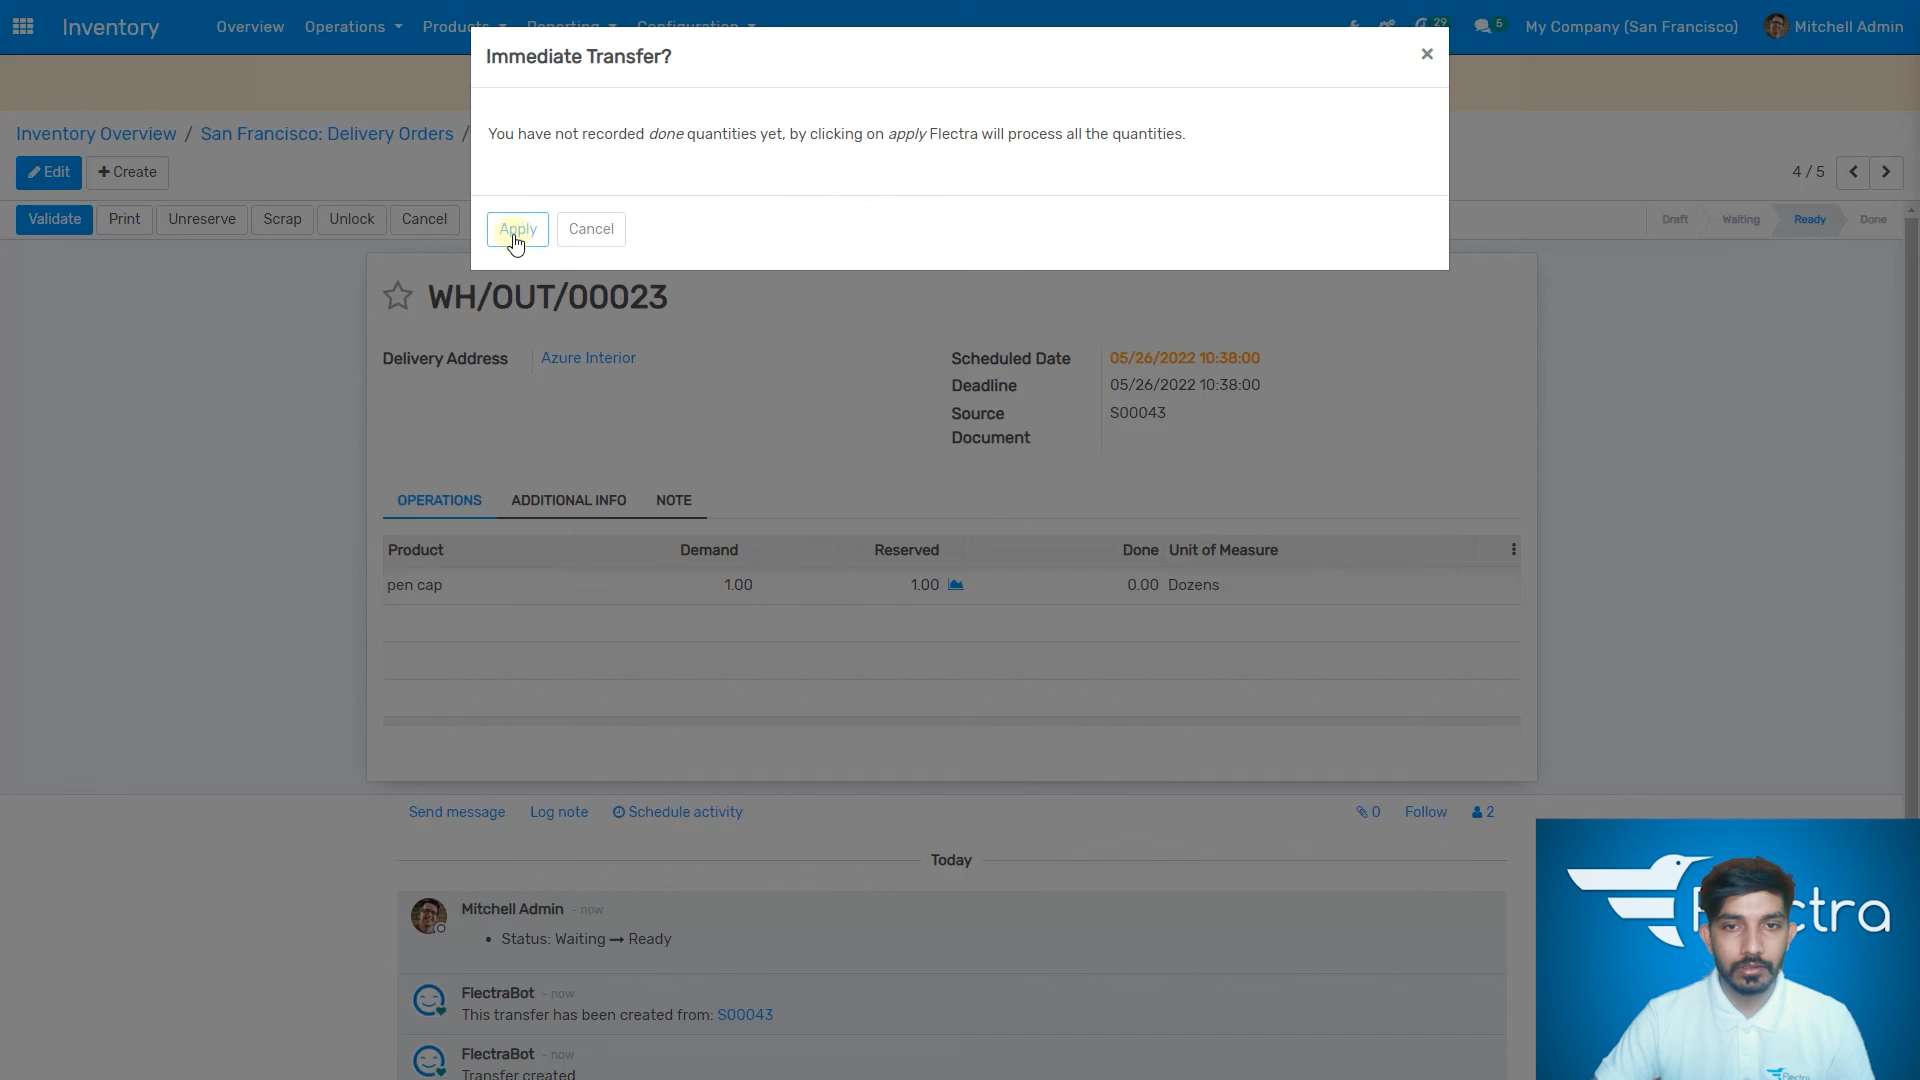 Inventory
Overview
Operations
Products
Reporting
Configuration
29
5
My Company (San Francisco)
Mitchell Admin
Immediate Transfer?
×
You have not recorded done quantities yet, by clicking on apply Flectra will process all the quantities.
Apply
Cancel
Inventory Overview / San Francisco: Delivery Orders /
Edit
+ Create
4 / 5
Validate
Print
Unreserve
Scrap
Unlock
Cancel
Draft
Waiting
Ready
Done
WH/OUT/00023
Delivery Address
Azure Interior
Scheduled Date
05/26/2022 10:38:00
Deadline
05/26/2022 10:38:00
Source
Document
S00043
OPERATIONS
ADDITIONAL INFO
NOTE
Product Demand Reserved Done Unit of Measure
pen cap 1.00 1.00 0.00 Dozens
Send message
Log note
Schedule activity
0
Follow
2
Today
Mitchell Admin - now
• Status: Waiting → Ready
FlectraBot - now
This transfer has been created from: S00043
FlectraBot - now
Transfer created
Flectra